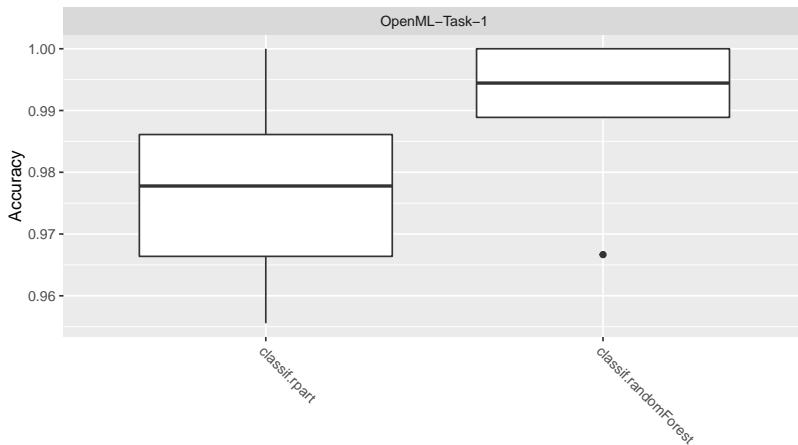 OpenML−Task−1
Accuracy
1.00
0.99
0.98
0.97
0.96
classif.rpart
classif.randomForest